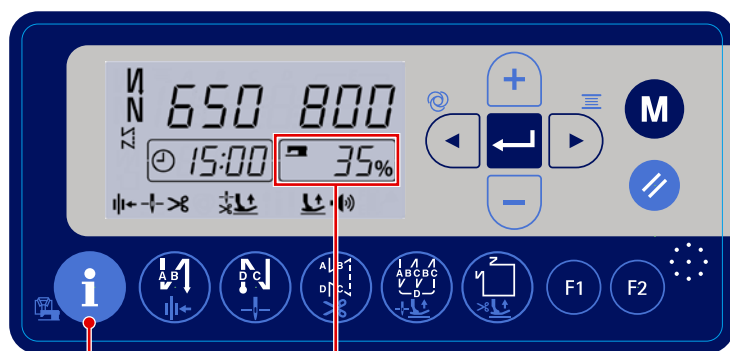 650 800
15:00 35%
+
M
−
i
A B
D C
A B
D C
A B C B C
D
F1 F2